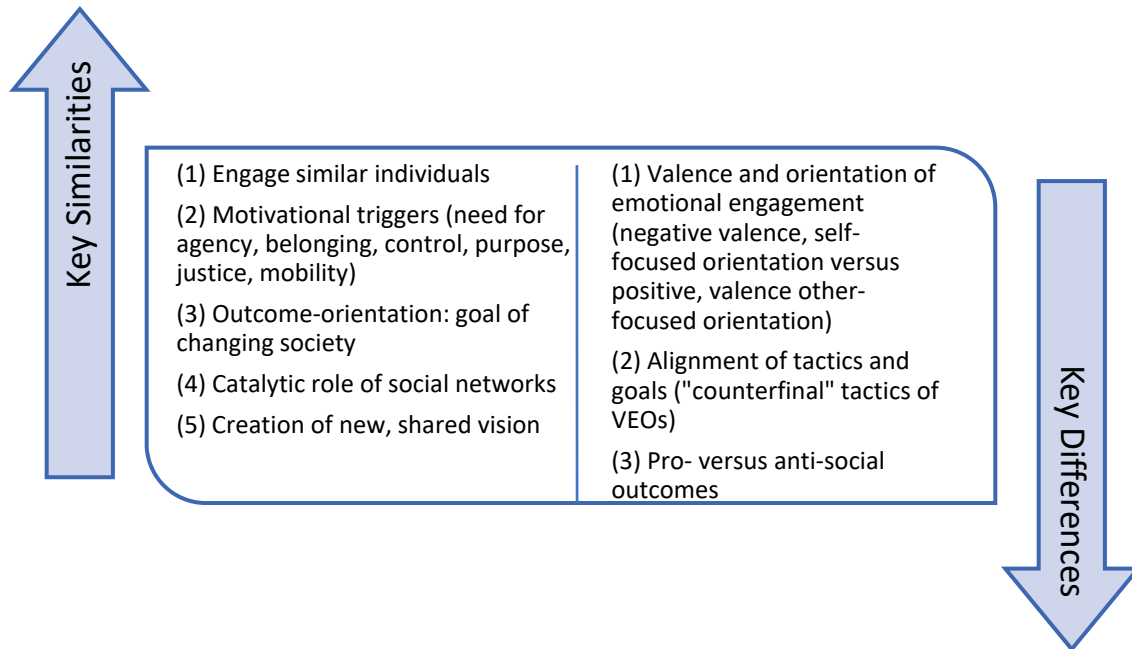 Key Similarities
(1) Engage similar individuals
(2) Motivational triggers (need for
agency, belonging, control, purpose,
justice, mobility)
(3) Outcome-orientation: goal of
changing society
(4) Catalytic role of social networks
(5) Creation of new, shared vision
(1) Valence and orientation of
emotional engagement
(negative valence, self-
focused orientation versus
positive, valence other-
focused orientation)
(2) Alignment of tactics and
goals ("counterfinal" tactics of
VEOs)
(3) Pro- versus anti-social
outcomes
Key Differences